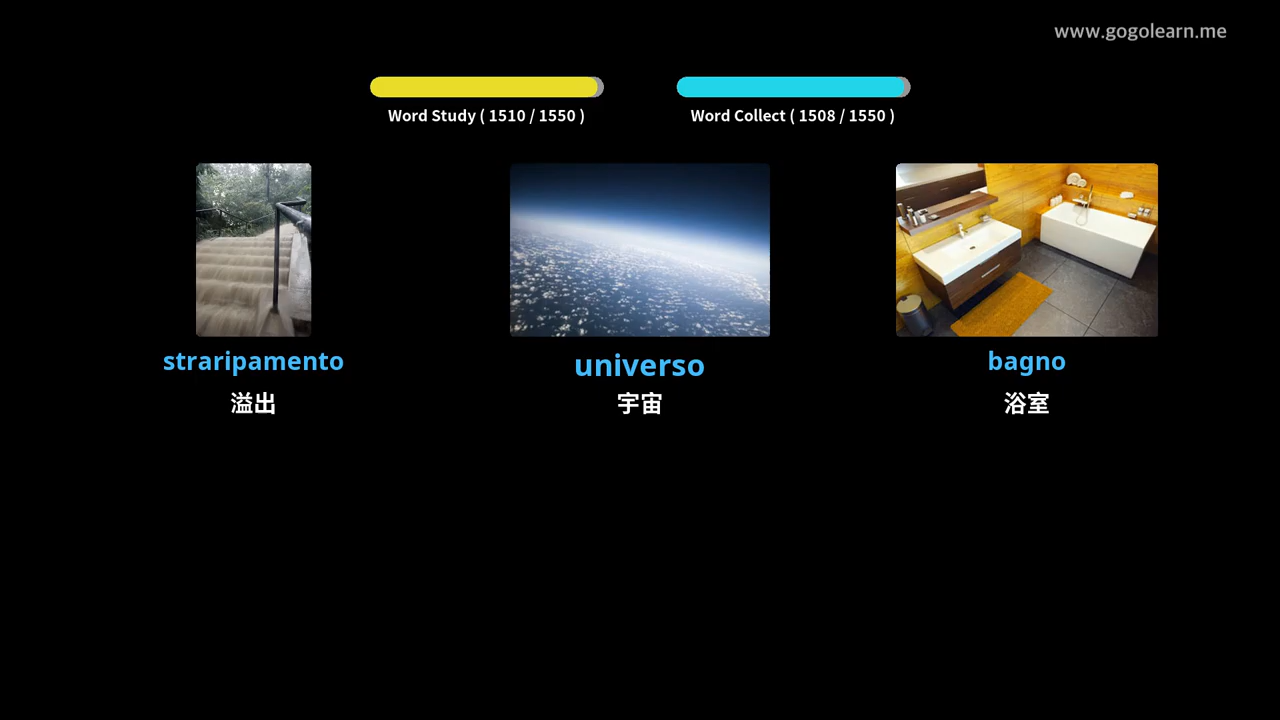 www.gogolearn.me
Word Study ( 1510 / 1550 )
Word Collect ( 1508 / 1550 )
straripamento
溢出
universo
宇宙
bagno
浴室